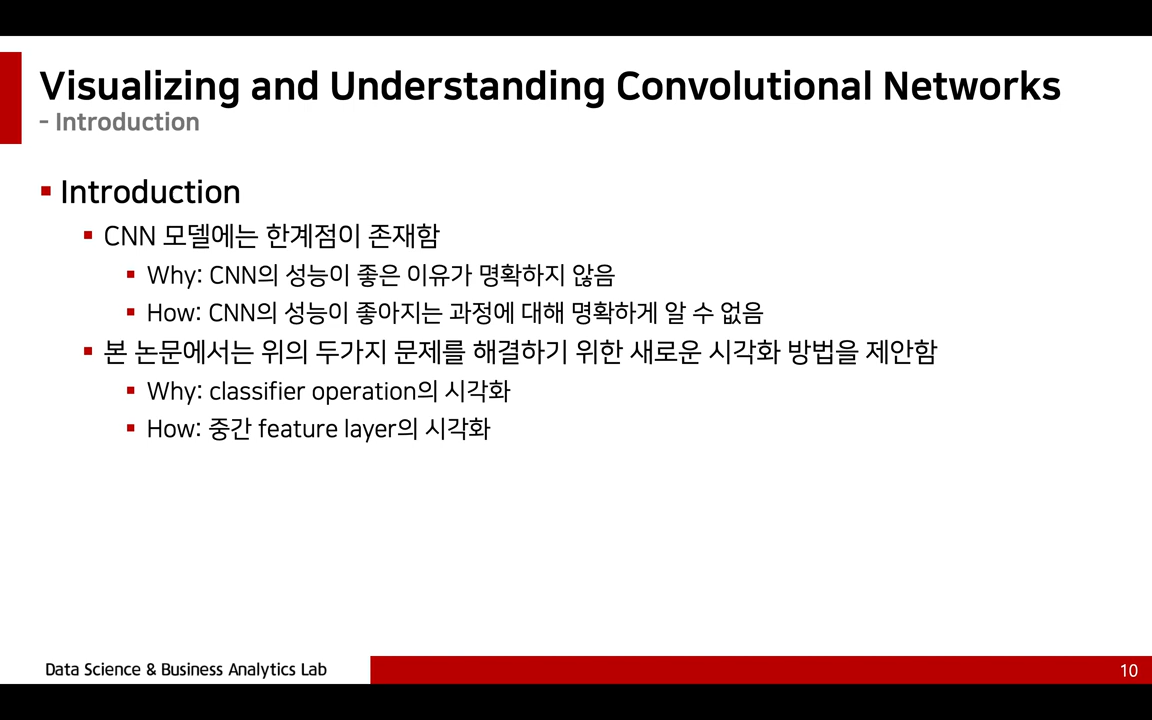 Visualizing and Understanding Convolutional Networks
- Introduction
Introduction
CNN 모델에는 한계점이 존재함
Why: CNN의 성능이 좋은 이유가 명확하지 않음
How: CNN의 성능이 좋아지는 과정에 대해 명확하게 알 수 없음
본 논문에서는 위의 두가지 문제를 해결하기 위한 새로운 시각화 방법을 제안함
Why: classifier operation의 시각화
How: 중간 feature layer의 시각화
Data Science & Business Analytics Lab
10